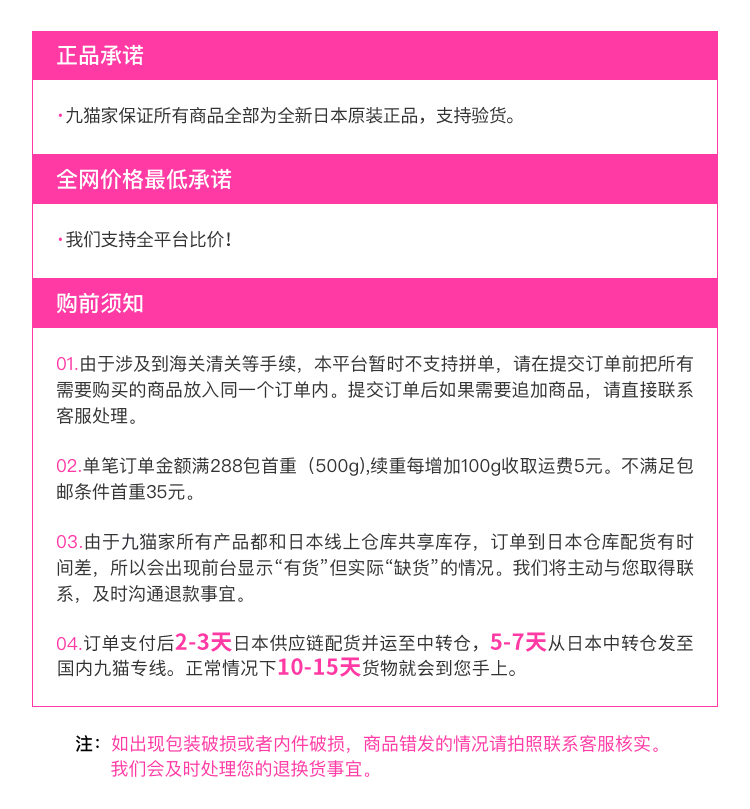 正品承诺
·九猫家保证所有商品全部为全新日本原装正品，支持验货。
全网价格最低承诺
·我们支持全平台比价！
购前须知
01.由于涉及到海关清关等手续，本平台暂时不支持拼单，请在提交订单前把所有
需要购买的商品放入同一个订单内。提交订单后如果需要追加商品，请直接联系
客服处理。
02.单笔订单金额满288包首重（500g),续重每增加100g收取运费5元。不满足包
邮条件首重35元。
03.由于九猫家所有产品都和日本线上仓库共享库存，订单到日本仓库配货有时
间差，所以会出现前台显示“有货”但实际“缺货”的情况。我们将主动与您取得联
系，及时沟通退款事宜。
04.订单支付后2-3天日本供应链配货并运至中转仓，5-7天从日本中转仓发至
国内九猫专线。正常情况下10-15天货物就会到您手上。
注：如出现包装破损或者内件破损，商品错发的情况请拍照联系客服核实。
我们会及时处理您的退换货事宜。